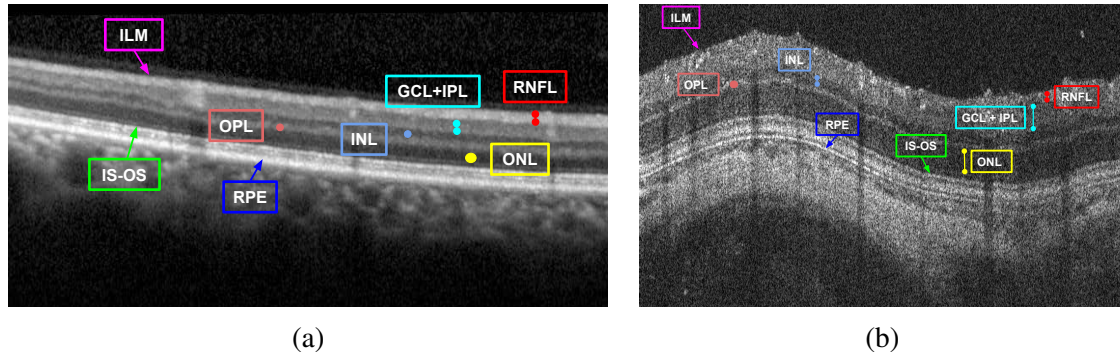 ILM
GCL+IPL
RNFL
OPL
INL
ONL
IS-OS
RPE
(a)
ILM
INL
OPL
RNFL
GCL + IPL
RPE
IS-OS
ONL
(b)